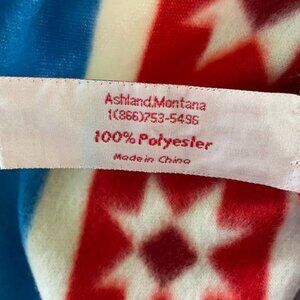 Ashland,Montana
1(866)753-5496
100% Polyester
Made in China